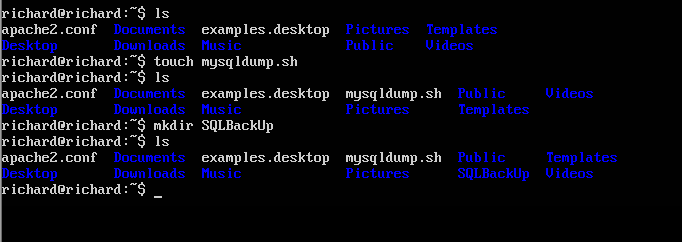 richard@richard:~$ ls
apache2.conf  Documents  examples.desktop  Pictures  Templates
Desktop       Downloads  Music             Public    Videos
richard@richard:~$ touch mysqldump.sh
richard@richard:~$ ls
apache2.conf  Documents  examples.desktop  mysqldump.sh  Public     Videos
Desktop       Downloads  Music             Pictures      Templates
richard@richard:~$ mkdir SQLBackUp
richard@richard:~$ ls
apache2.conf  Documents  examples.desktop  mysqldump.sh  Public     Templates
Desktop       Downloads  Music             Pictures      SQLBackUp  Videos
richard@richard:~$ _